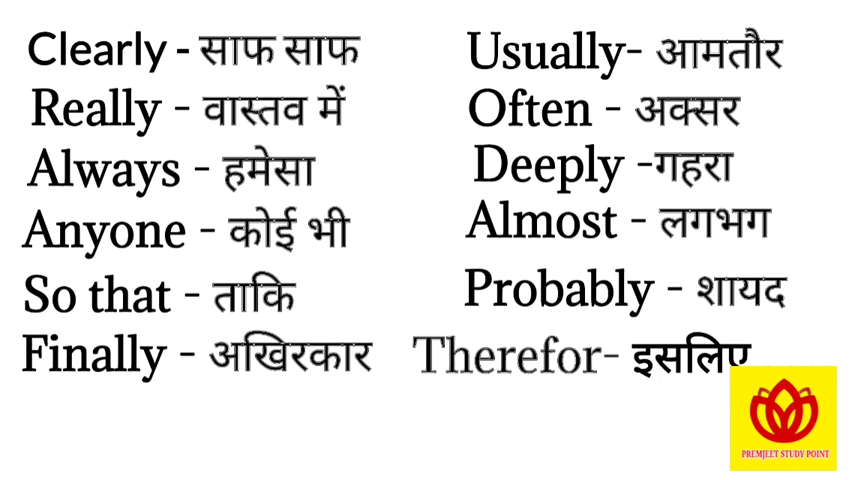 Clearly - साफ साफ
Really - वास्तव में
Always - हमेसा
Anyone - कोई भी
So that - ताकि
Finally - अखिरकार
Usually- आमतौर
Often - अक्सर
Deeply -गहरा
Almost - लगभग
Probably - शायद
Therefor- इसलिए
PREMJEET STUDY POINT